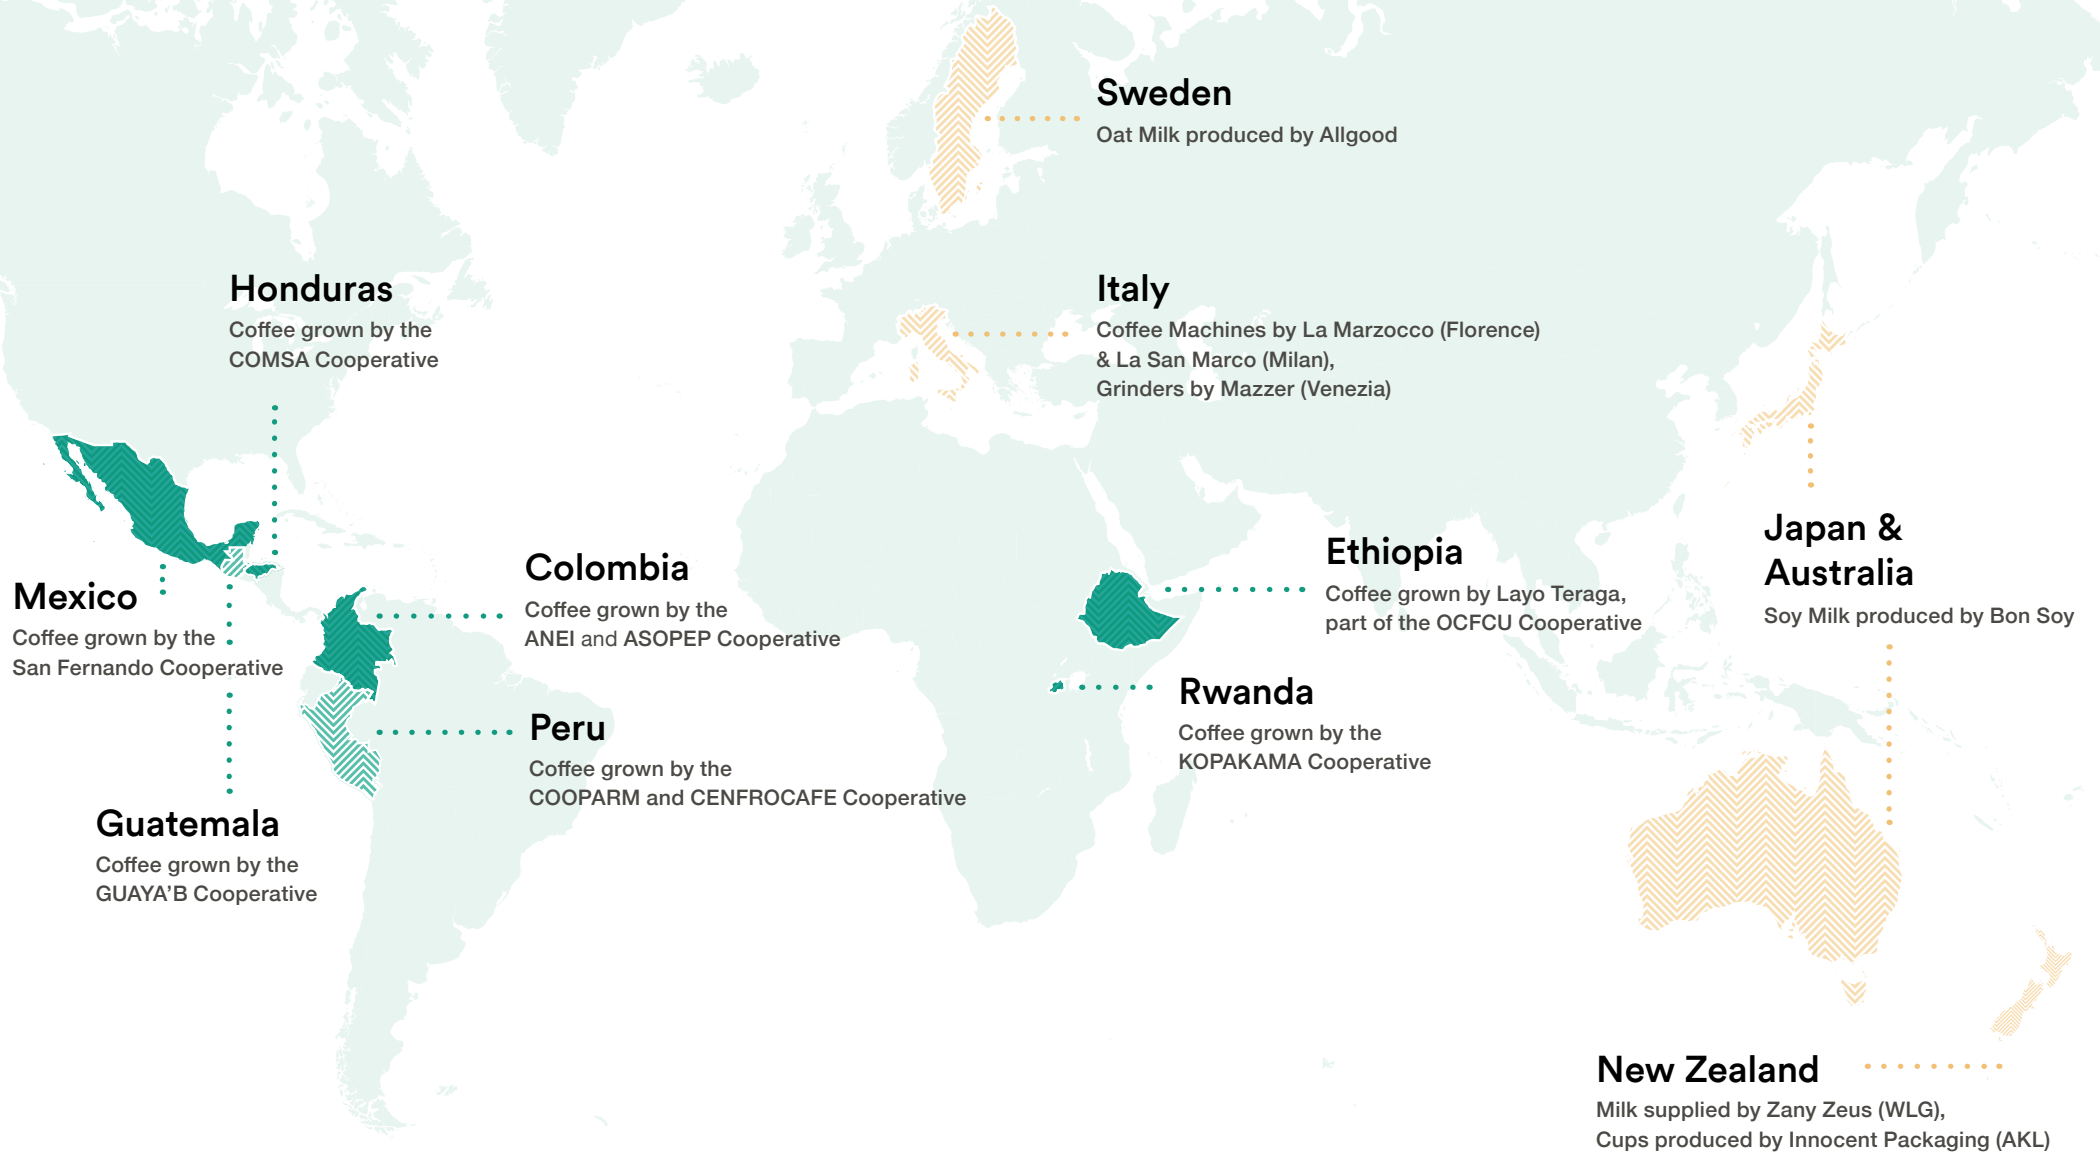 Sweden
Oat Milk produced by Allgood
Honduras
Coffee grown by the
COMSA Cooperative
Italy
Coffee Machines by La Marzocco (Florence)
& La San Marco (Milan),
Grinders by Mazzer (Venezia)
Mexico
Coffee grown by the
San Fernando Cooperative
Colombia
Coffee grown by the
ANEI and ASOPEP Cooperative
Ethiopia
Coffee grown by Layo Teraga,
part of the OCFCU Cooperative
Japan &
Australia
Soy Milk produced by Bon Soy
Rwanda
Coffee grown by the
KOPAKAMA Cooperative
Peru
Coffee grown by the
COOPARM and CENFROCAFE Cooperative
Guatemala
Coffee grown by the
GUAYA’B Cooperative
New Zealand
Milk supplied by Zany Zeus (WLG),
Cups produced by Innocent Packaging (AKL)